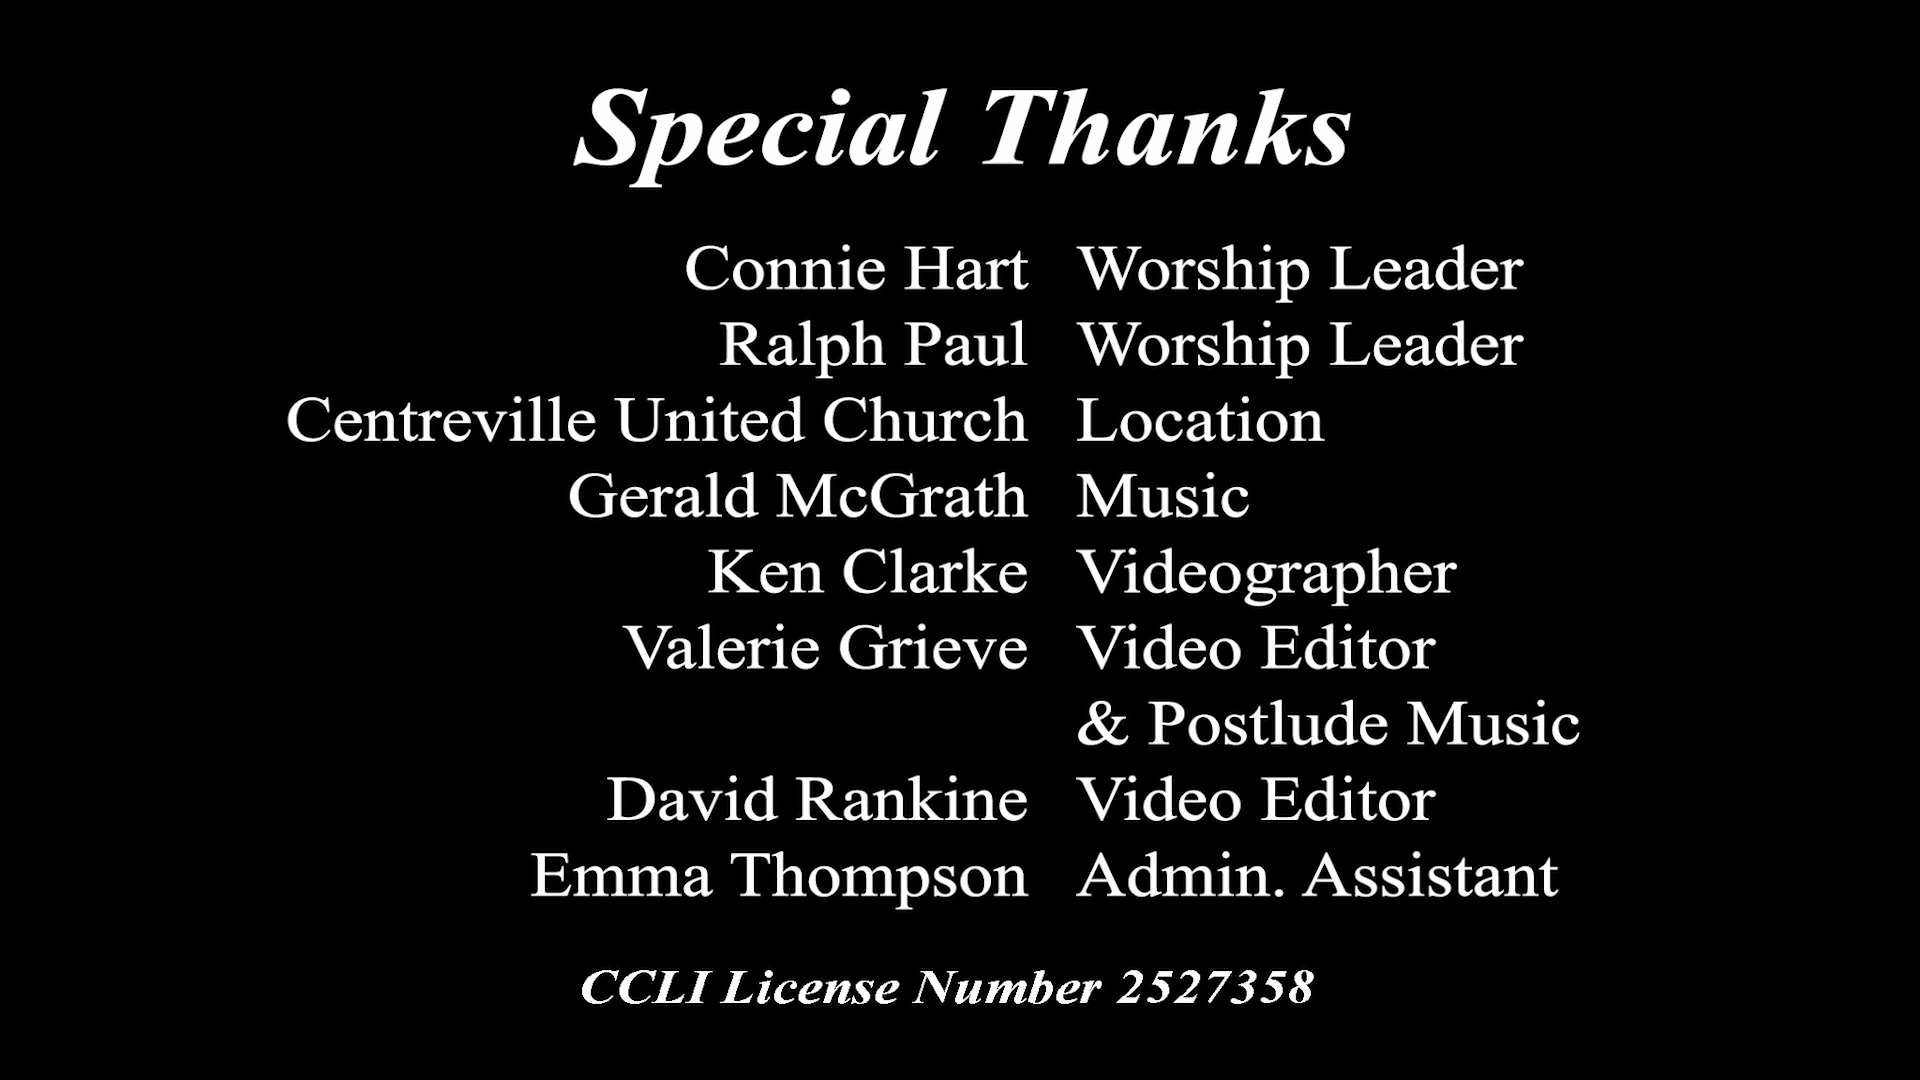 Special Thanks
Connie Hart Worship Leader
Ralph Paul Worship Leader
Centreville United Church Location
Gerald McGrath Music
Ken Clarke Videographer
Valerie Grieve Video Editor
& Postlude Music
David Rankine Video Editor
Emma Thompson Admin. Assistant
CCLI License Number 2527358